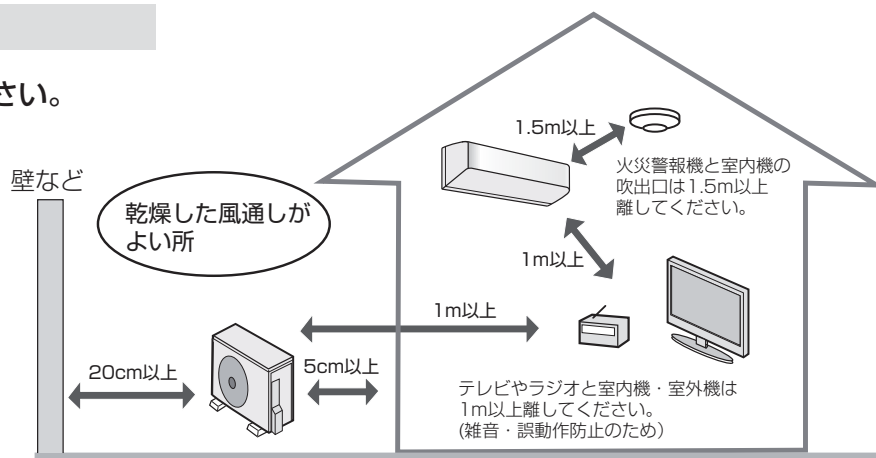 さい。
壁など
乾燥した風通しが
よい所
1.5m以上
火災警報機と室内機の
吹出口は1.5m以上
離してください。
1m以上
1m以上
20cm以上
5cm以上
テレビやラジオと室内機・室外機は
1m以上離してください。
(雑音・誤動作防止のため)